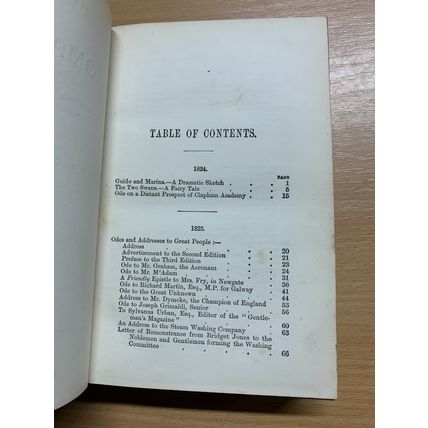 TABLE OF CONTENTS.
1824.
PAGE
Guido and Marina.—A Dramatic Sketch . . . . 1
The Two Swans.—A Fairy Tale . . . . 5
Ode on a Distant Prospect of Clapham Academy . . 15
1825.
Odes and Addresses to Great People :—
Address . . . . 20
Advertisement to the Second Edition . . . . 21
Preface to the Third Edition . . . . 23
Ode to Mr. Graham, the Aeronaut . . . . 24
Ode to Mr. M'Adam . . . . 31
A Friendly Epistle to Mrs. Fry, in Newgate . . 36
Ode to Richard Martin, Esq., M.P. for Galway . . 41
Ode to the Great Unknown . . . . 44
Address to Mr. Dymoke, the Champion of England . 53
Ode to Joseph Grimaldi, Senior . . . . 56
To Sylvanus Urban, Esq., Editor of the "Gentle-
man's Magazine" . . . . 60
An Address to the Steam Washing Company . . 63
Letter of Remonstrance from Bridget Jones to the
Noblemen and Gentlemen forming the Washing
Committee . . . . 66